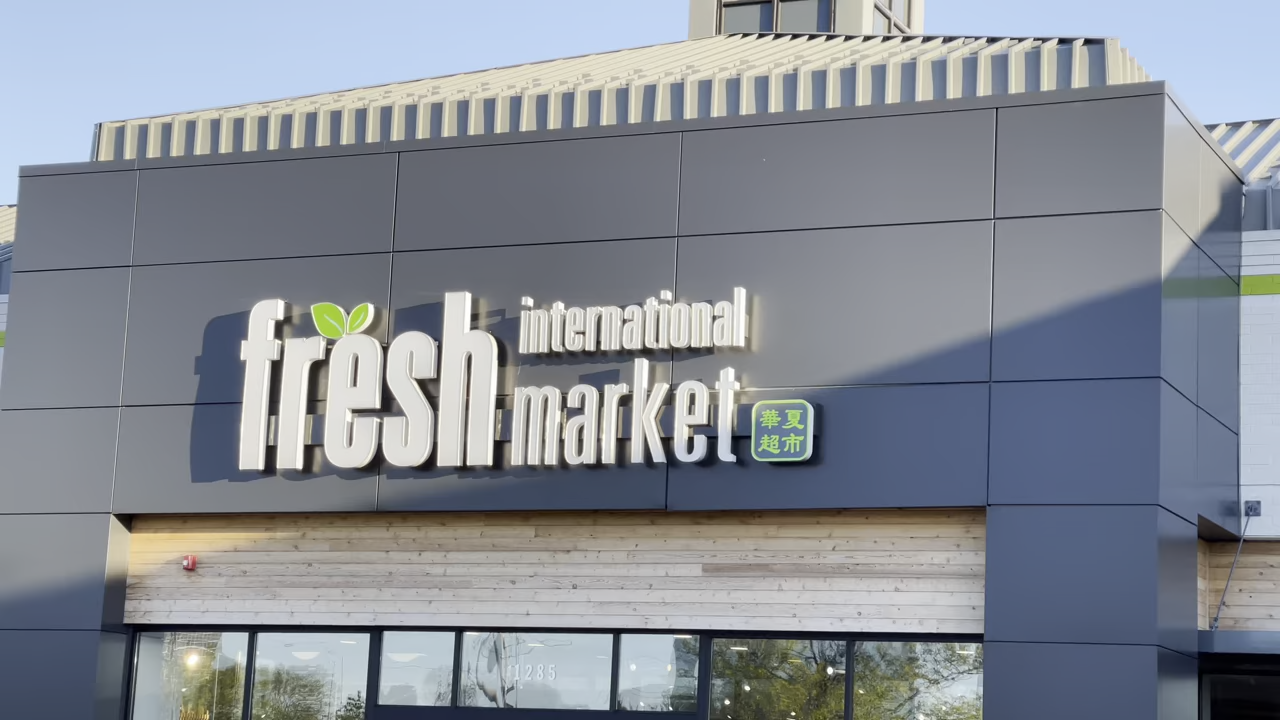 fresh
international
market
華夏
超市
1285